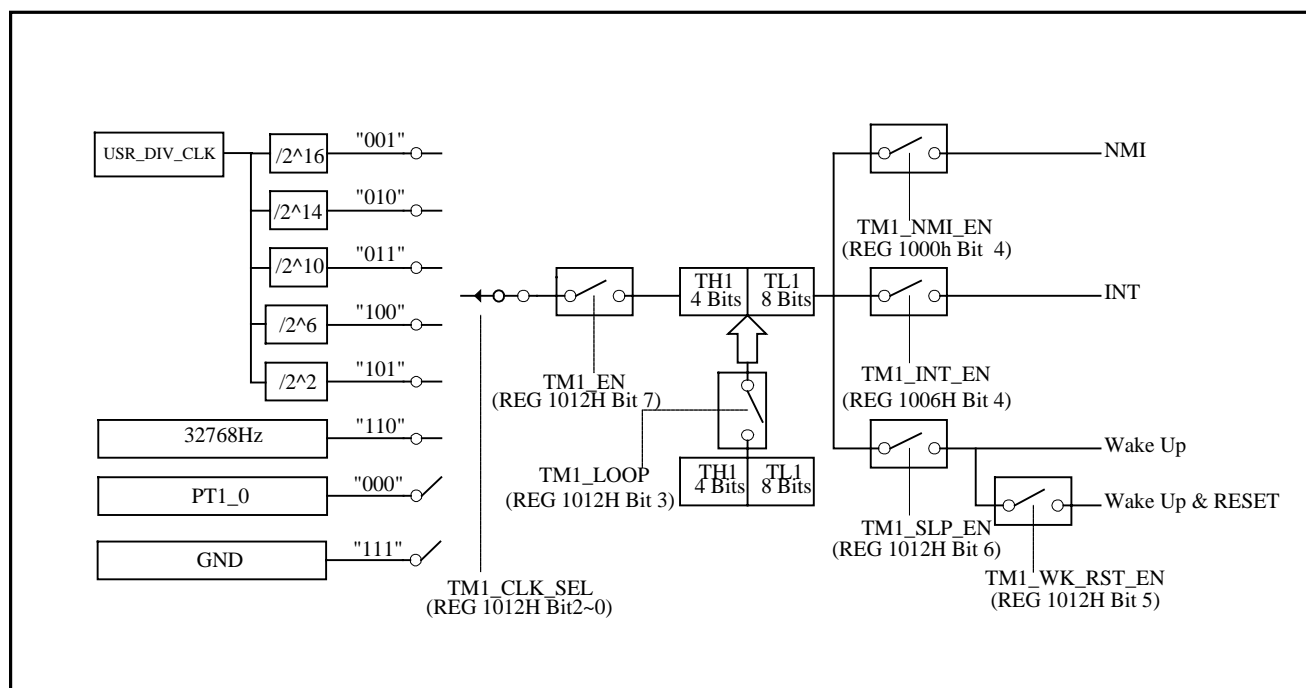 USR_DIV_CLK
/2^16
"001"
/2^14
"010"
/2^10
"011"
/2^6
"100"
/2^2
"101"
32768Hz
"110"
PT1_0
"000"
GND
"111"
TM1_CLK_SEL
(REG 1012H Bit2~0)
TM1_EN
(REG 1012H Bit 7)
TH1
4 Bits
TL1
8 Bits
TM1_LOOP
(REG 1012H Bit 3)
TH1
4 Bits
TL1
8 Bits
NMI
TM1_NMI_EN
(REG 1000h Bit 4)
INT
TM1_INT_EN
(REG 1006H Bit 4)
Wake Up
TM1_SLP_EN
(REG 1012H Bit 6)
Wake Up & RESET
TM1_WK_RST_EN
(REG 1012H Bit 5)